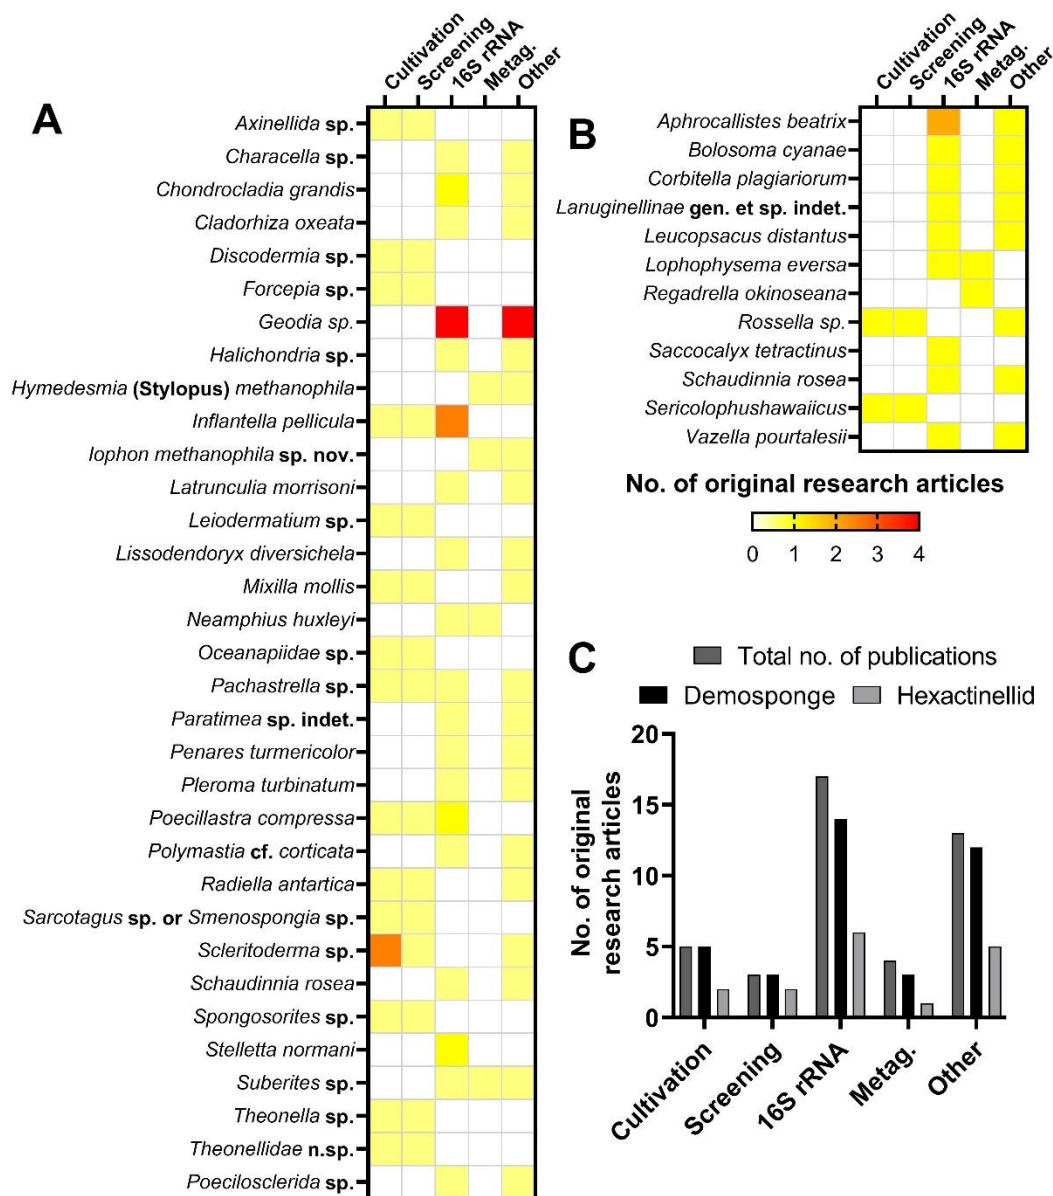 A
Cultivation
Screening
16S rRNA
Metag.
Other
Axinellida sp.
Characella sp.
Chondrocladia grandis
Cladorhiza oxeata
Discodermia sp.
Forcepia sp.
Geodia sp.
Halichondria sp.
Hymedesmia (Stylopus) methanophila
Inflantella pellicula
Iophon methanophila sp. nov.
Latrunculia morrisoni
Leiodermatium sp.
Lissodendoryx diversichela
Mixilla mollis
Neamphius huxleyi
Oceanapiidae sp.
Pachastrella sp.
Paratimea sp. indet.
Penares turmericolor
Pleroma turbinatum
Poecillastra compressa
Polymastia cf. corticata
Radiella antartica
Sarcotagus sp. or Smenospongia sp.
Scleritoderma sp.
Schaudinnia rosea
Spongosorites sp.
Stelletta normani
Suberites sp.
Theonella sp.
Theonellidae n.sp.
Poecilosclerida sp.
B
Cultivation
Screening
16S rRNA
Metag.
Other
Aphrocallistes beatrix
Bolosoma cyanae
Corbitella plagiariorum
Lanuginellinae gen. et sp. indet.
Leucopsacus distantus
Lophophysema eversa
Regadrella okinoseana
Rossella sp.
Saccocalyx tetractinus
Schaudinnia rosea
Sericolophushawaiicus
Vazella pourtalesii
No. of original research articles
0 1 2 3 4
C
Total no. of publications
Demosponge Hexactinellid
No. of original
research articles
20
15
10
5
0
Cultivation
Screening
16S rRNA
Metag.
Other